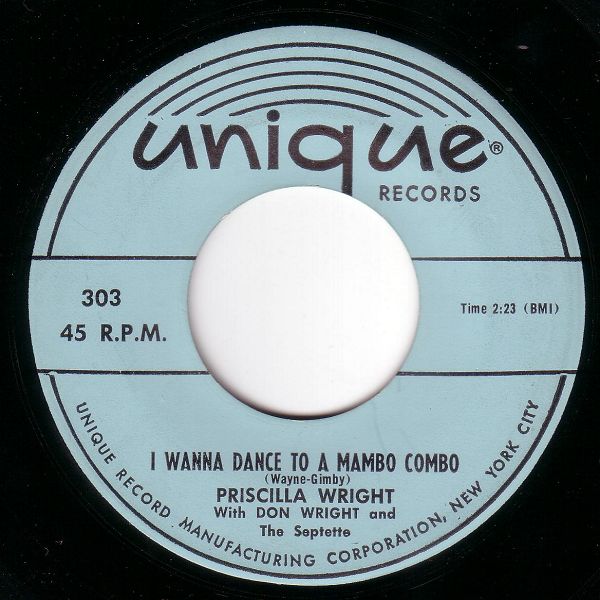 unique®
RECORDS
303
45 R.P.M.
Time 2:23 (BMI)
I WANNA DANCE TO A MAMBO COMBO
(Wayne-Gimby)
PRISCILLA WRIGHT
With DON WRIGHT and
The Septette
UNIQUE RECORD MANUFACTURING CORPORATION, NEW YORK CITY